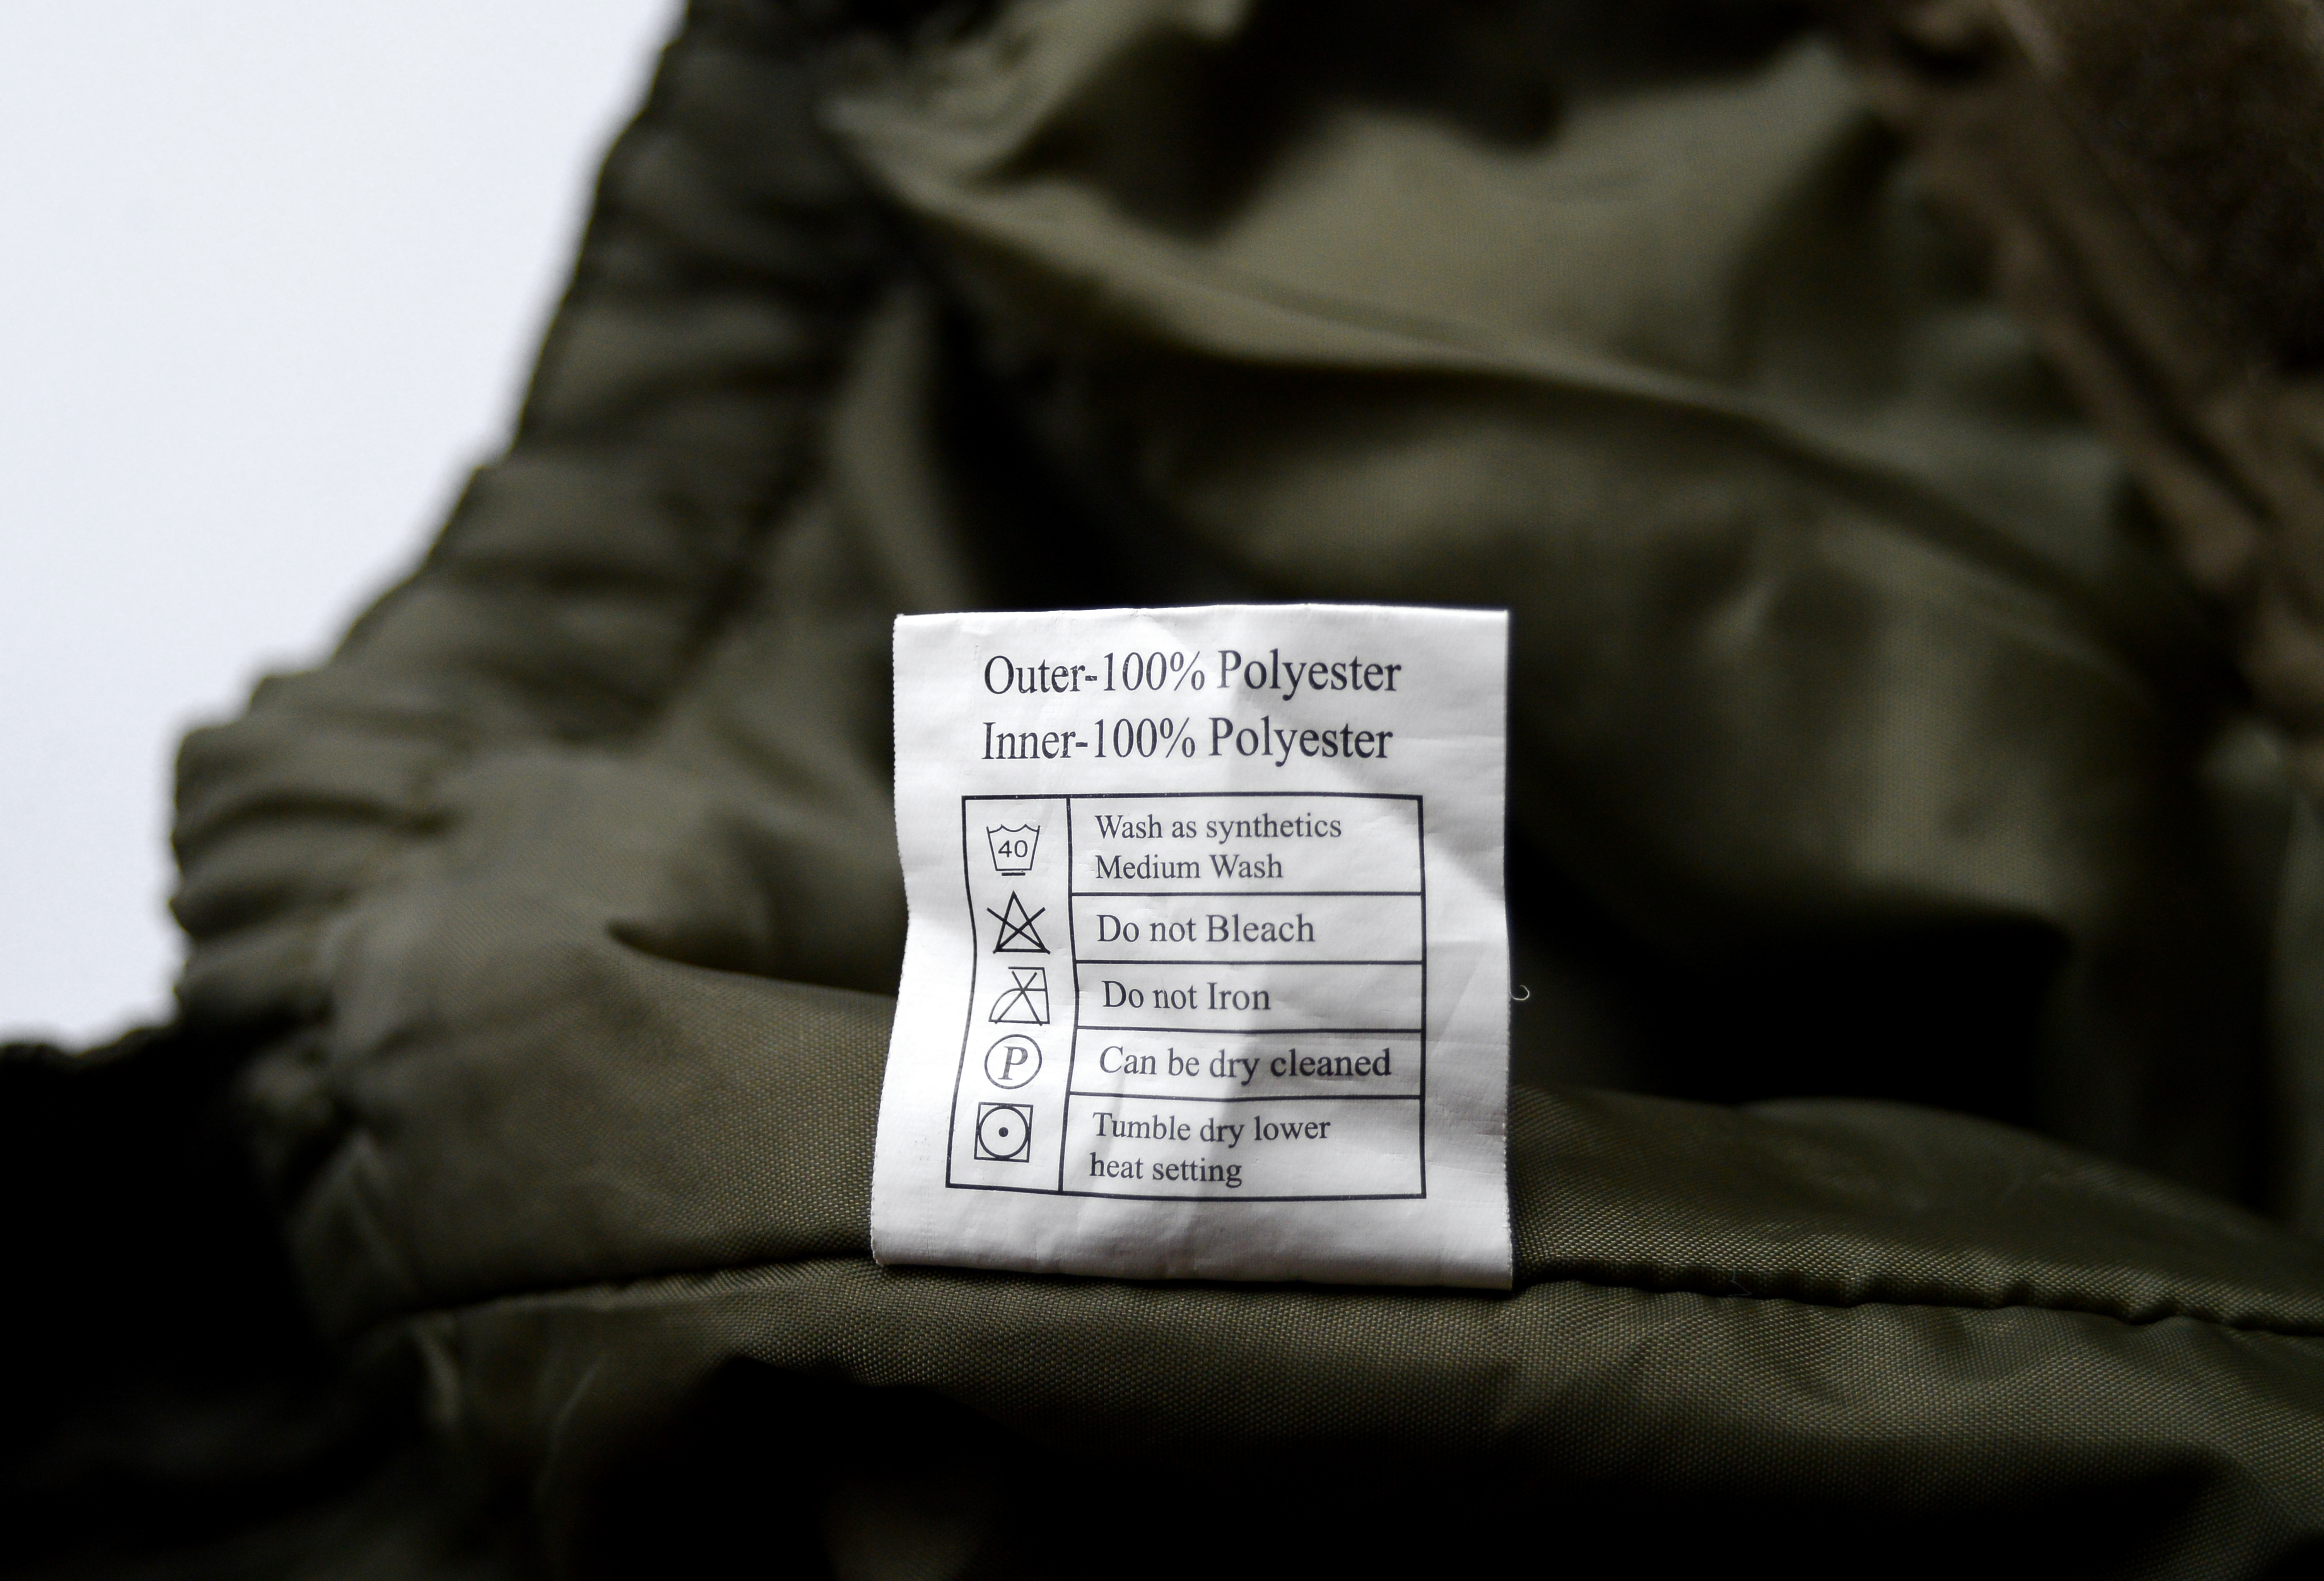 Outer-100% Polyester
Inner-100% Polyester
40
Wash as synthetics
Medium Wash
Do not Bleach
Do not Iron
P
Can be dry cleaned
Tumble dry lower
heat setting